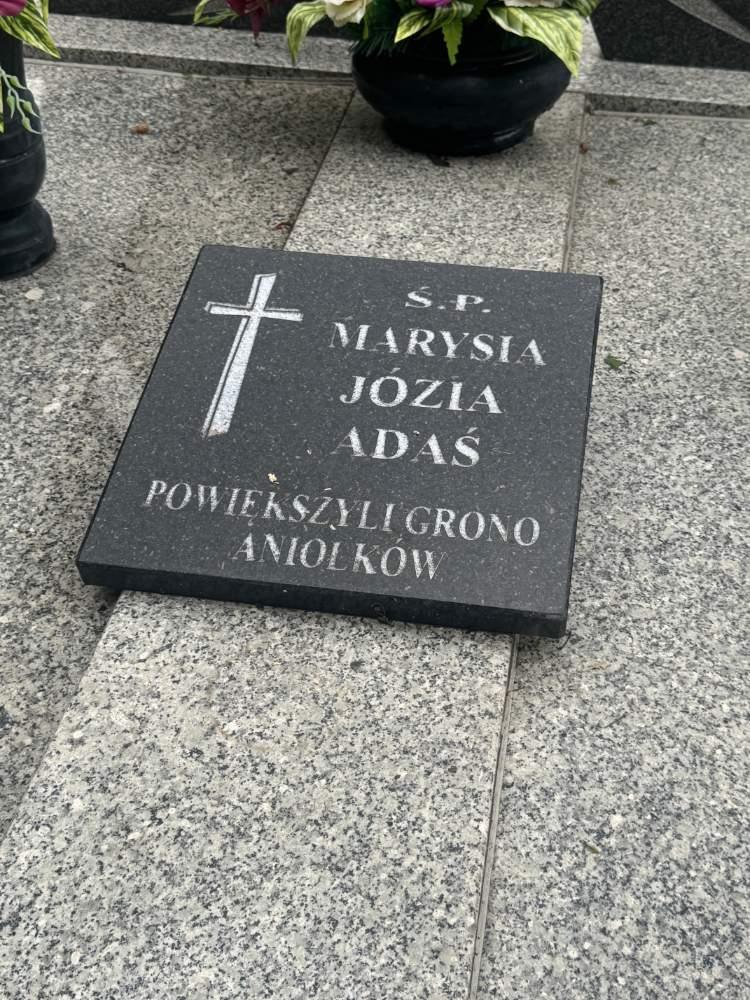 Ś.P.
MARYSIA
JÓZIA
ADAŚ
POWIĘKSZYLI GRONO
ANIOŁKÓW